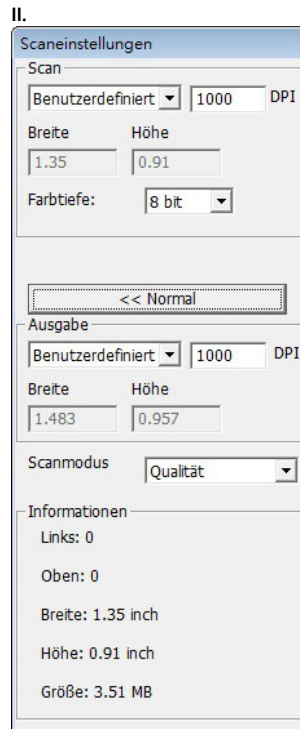 II.
Scaneinstellungen
Scan
Benutzerdefiniert 1000 DPI
Breite Höhe
1.35 0.91
Farbtiefe: 8 bit
<< Normal
Ausgabe
Benutzerdefiniert 1000 DPI
Breite Höhe
1.483 0.957
Scanmodus Qualität
Informationen
Links: 0
Oben: 0
Breite: 1.35 inch
Höhe: 0.91 inch
Größe: 3.51 MB